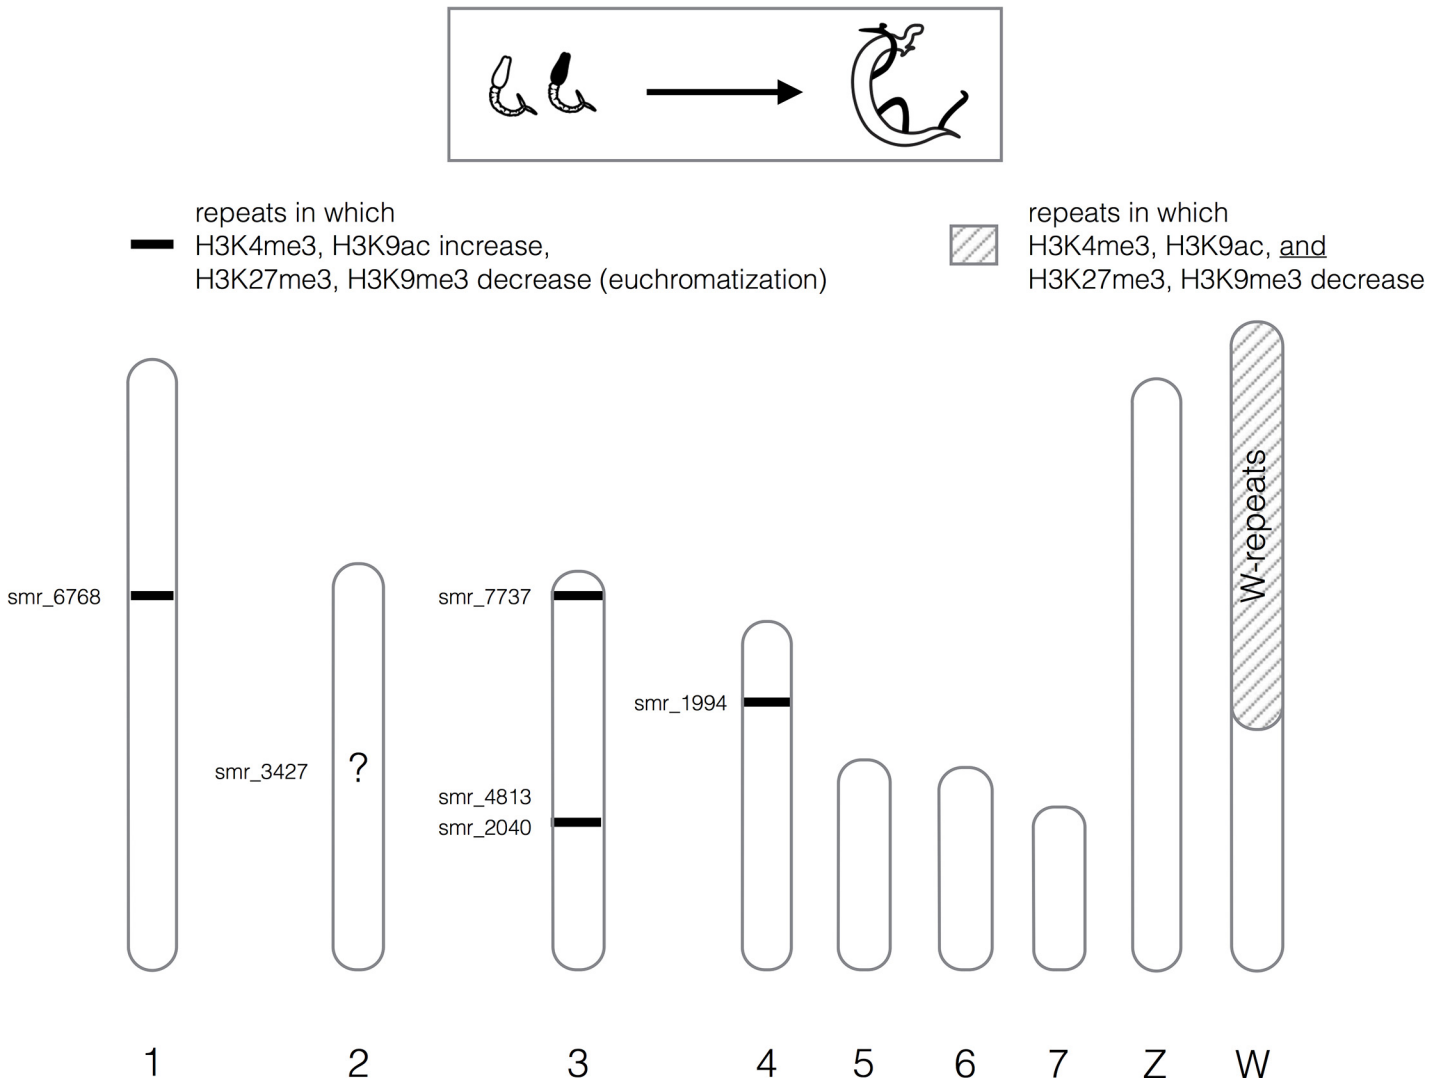 repeats in which
H3K4me3, H3K9ac increase,
H3K27me3, H3K9me3 decrease (euchromatization)
repeats in which
H3K4me3, H3K9ac, and
H3K27me3, H3K9me3 decrease
W-repeats
smr_6768
smr_7737
smr_1994
smr_3427
?
smr_4813
smr_2040
1
2
3
4
5
6
7
Z
W